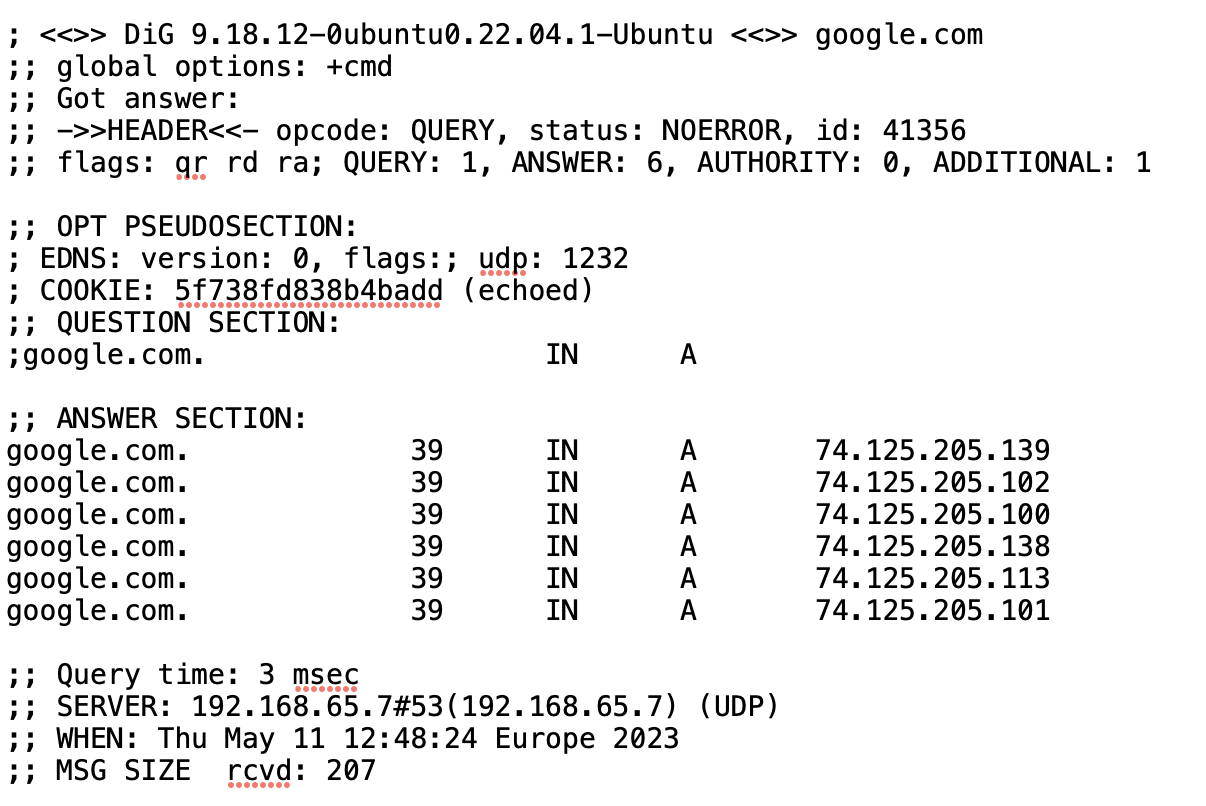 ; <<>> DiG 9.18.12-0ubuntu0.22.04.1-Ubuntu <<>> google.com
;; global options: +cmd
;; Got answer:
;; ->>HEADER<<- opcode: QUERY, status: NOERROR, id: 41356
;; flags: qr rd ra; QUERY: 1, ANSWER: 6, AUTHORITY: 0, ADDITIONAL: 1

;; OPT PSEUDOSECTION:
; EDNS: version: 0, flags:; udp: 1232
; COOKIE: 5f738fd838b4badd (echoed)
;; QUESTION SECTION:
;google.com.			IN	A

;; ANSWER SECTION:
google.com.		39	IN	A	74.125.205.139
google.com.		39	IN	A	74.125.205.102
google.com.		39	IN	A	74.125.205.100
google.com.		39	IN	A	74.125.205.138
google.com.		39	IN	A	74.125.205.113
google.com.		39	IN	A	74.125.205.101

;; Query time: 3 msec
;; SERVER: 192.168.65.7#53(192.168.65.7) (UDP)
;; WHEN: Thu May 11 12:48:24 Europe 2023
;; MSG SIZE  rcvd: 207